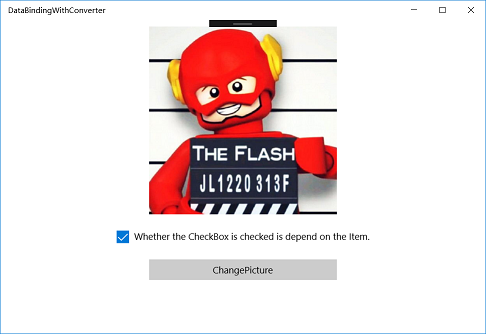 DataBindingWithConverter
THE FLASH
JL1220 313F
Whether the CheckBox is checked is depend on the Item.
ChangePicture